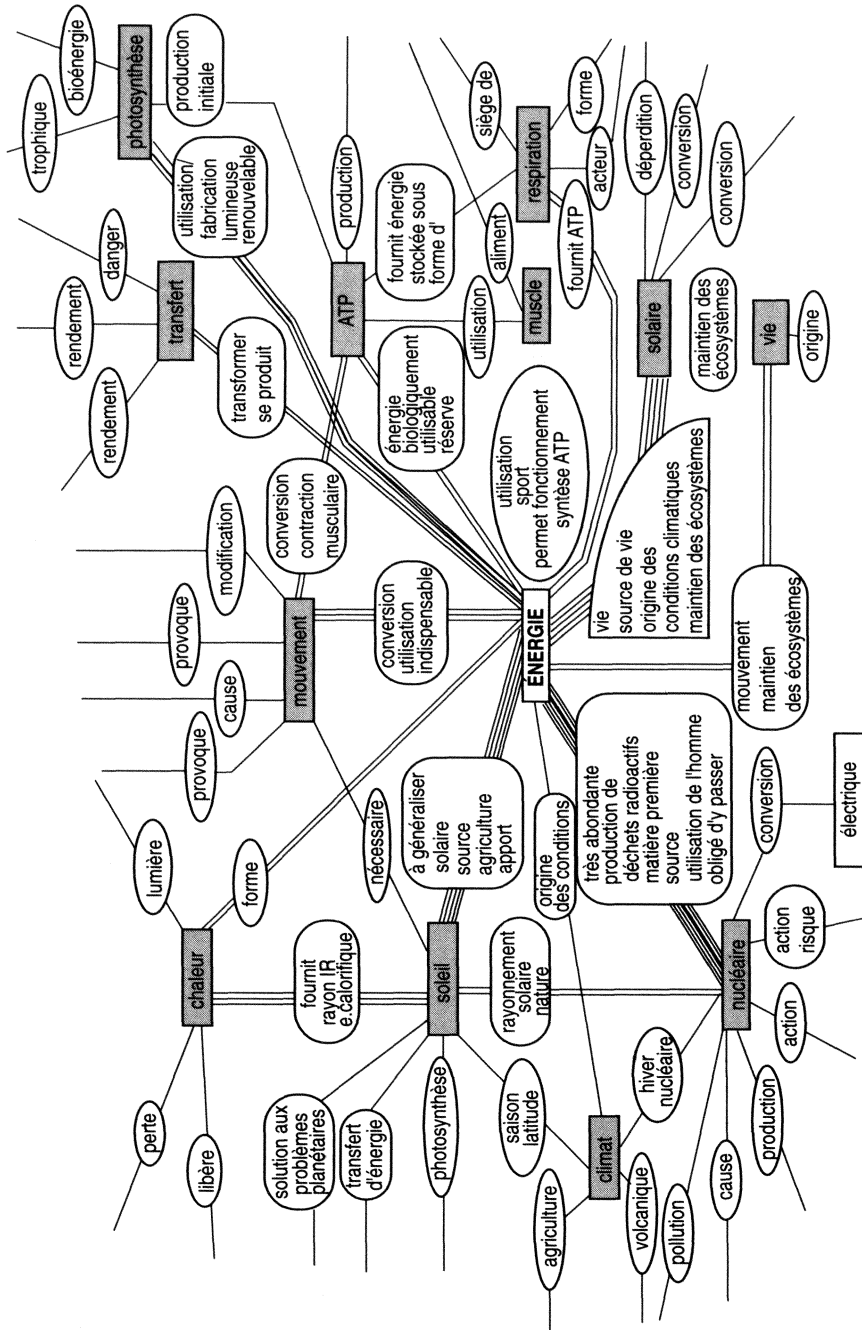 perte
libère
chaleur
lumière
forme
fournit
rayon IR
e.calorifique
solution aux
problèmes
planétaires
transfert
d'énergie
photosynthèse
soleil
nécessaire
provoque
cause
provoque
modification
mouvement
conversion
contraction
musculaire
conversion
utilisation
indispensable
rendement
rendement
danger
transfert
transformer
se produit
trophique
bioénergie
photosynthèse
production
initiale
utilisation/
fabrication
lumineuse
renouvelable
production
ATP
fournit énergie
stockée sous
forme d'
énergie
biologiquement
utilisable
réserve
utilisation
aliment
muscle
siège de
respiration
forme
acteur
fournit ATP
utilisation
sport
permet fonctionnement
syntèse ATP
ÉNERGIE
à généraliser
solaire
source
agriculture
apport
rayonnement
solaire
nature
saison
latitude
agriculture
climat
volcanique
hiver
nucléaire
origine
des conditions
très abondante
production de
déchets radioactifs
matière première
source
utilisation de l'homme
obligé d'y passer
nucléaire
pollution
cause
production
action
action
risque
conversion
électrique
vie
source de vie
origine des
conditions climatiques
maintien des écosystèmes
solaire
déperdition
conversion
conversion
maintien des
écosystèmes
mouvement
maintien
des écosystèmes
vie
origine